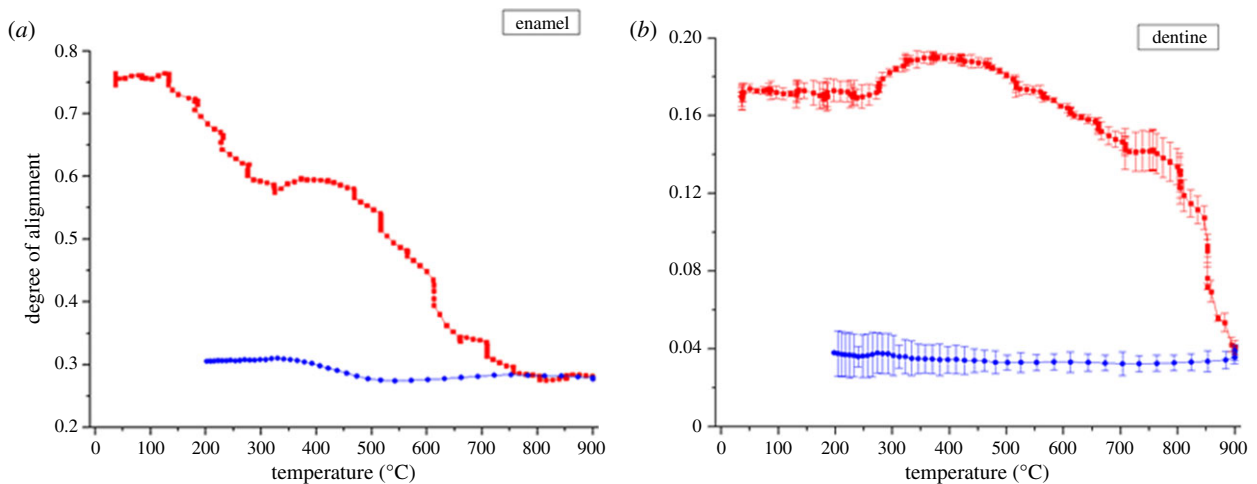 (a)
enamel
0.8
0.7
0.6
0.5
0.4
0.3
0.2
degree of alignment
0 100 200 300 400 500 600 700 800 900
temperature (°C)
(b)
dentine
0.20
0.16
0.12
0.08
0.04
0
0 100 200 300 400 500 600 700 800 900
temperature (°C)